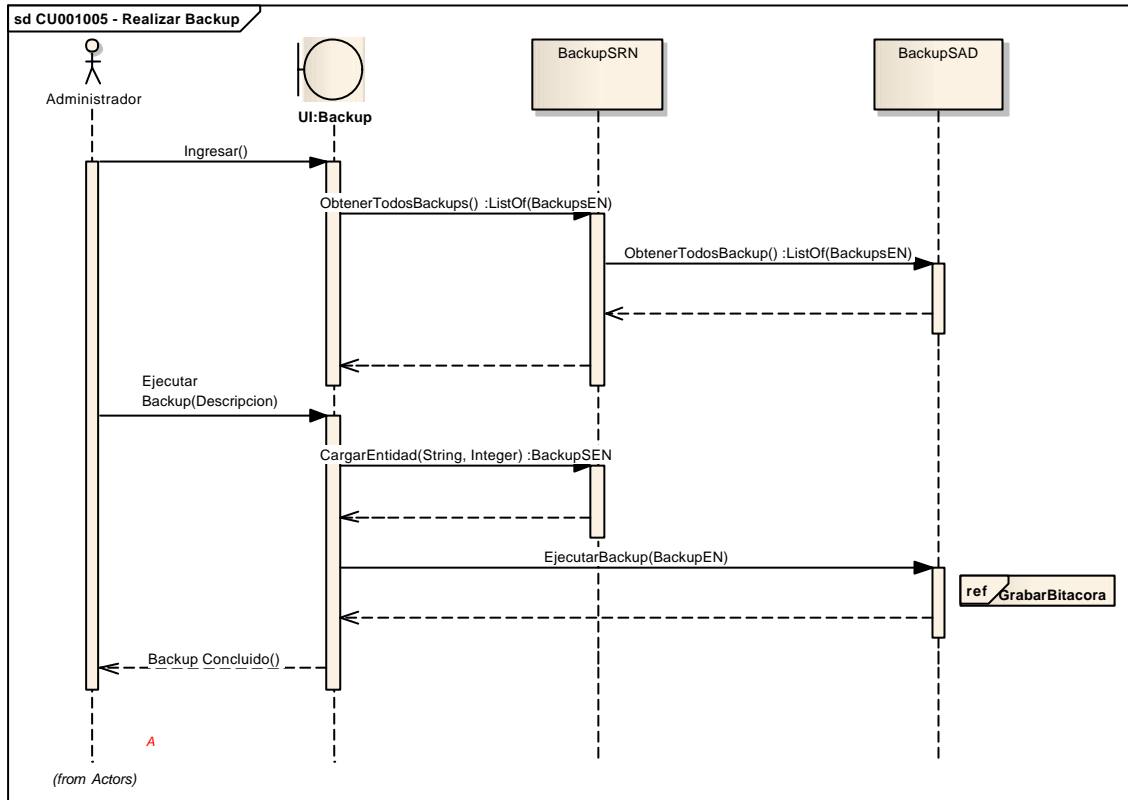 sd CU001005 - Realizar Backup
Administrador
UI:Backup
BackupSRN
BackupSAD
Ingresar()
ObtenerTodosBackups() :ListOf(BackupsEN)
ObtenerTodosBackup() :ListOf(BackupsEN)
Ejecutar
Backup(Descripcion)
CargarEntidad(String, Integer) :BackupSEN
EjecutarBackup(BackupEN)
ref
GrabarBitacora
Backup Concluido()
A
(from Actors)